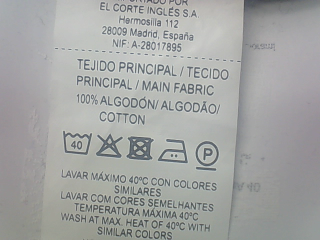 ORTADO POR
EL CORTE INGLÉS S.A
Hermosilla 112
28009 Madrid, España
NIF: A-28017895
TEJIDO PRINCIPAL / TECIDO
PRINCIPAL / MAIN FABRIC
100% ALGODÓN/ ALGODÃO/
COTTON
40
P
LAVAR MÁXIMO 40ºC CON COLORES
SIMILARES
LAVAR COM CORES SEMELHANTES
TEMPERATURA MÁXIMA 40ºC
WASH AT MAX. HEAT OF 40ºC WITH
SIMILAR COLORS